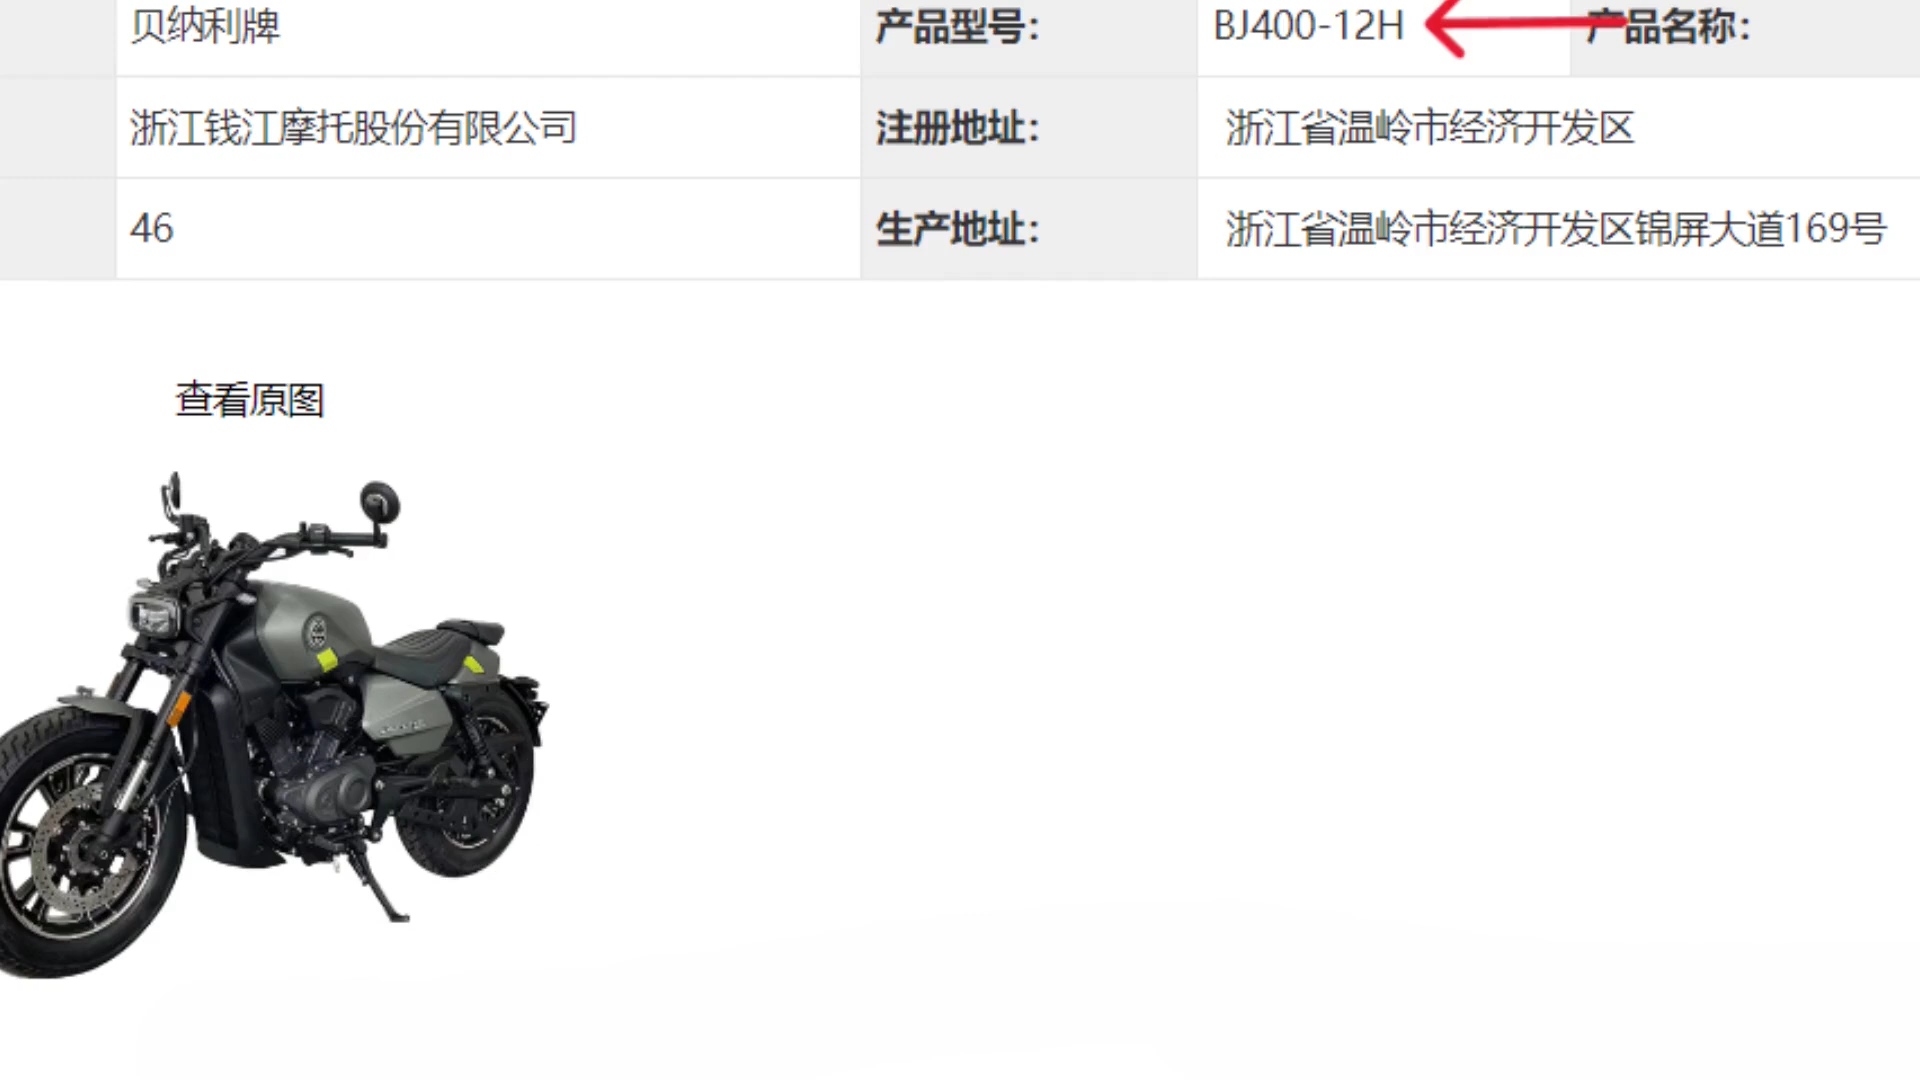 贝纳利牌 产品型号： BJ400-12H 产品名称：
浙江钱江摩托股份有限公司 注册地址： 浙江省温岭市经济开发区
46 生产地址： 浙江省温岭市经济开发区锦屏大道169号
查看原图